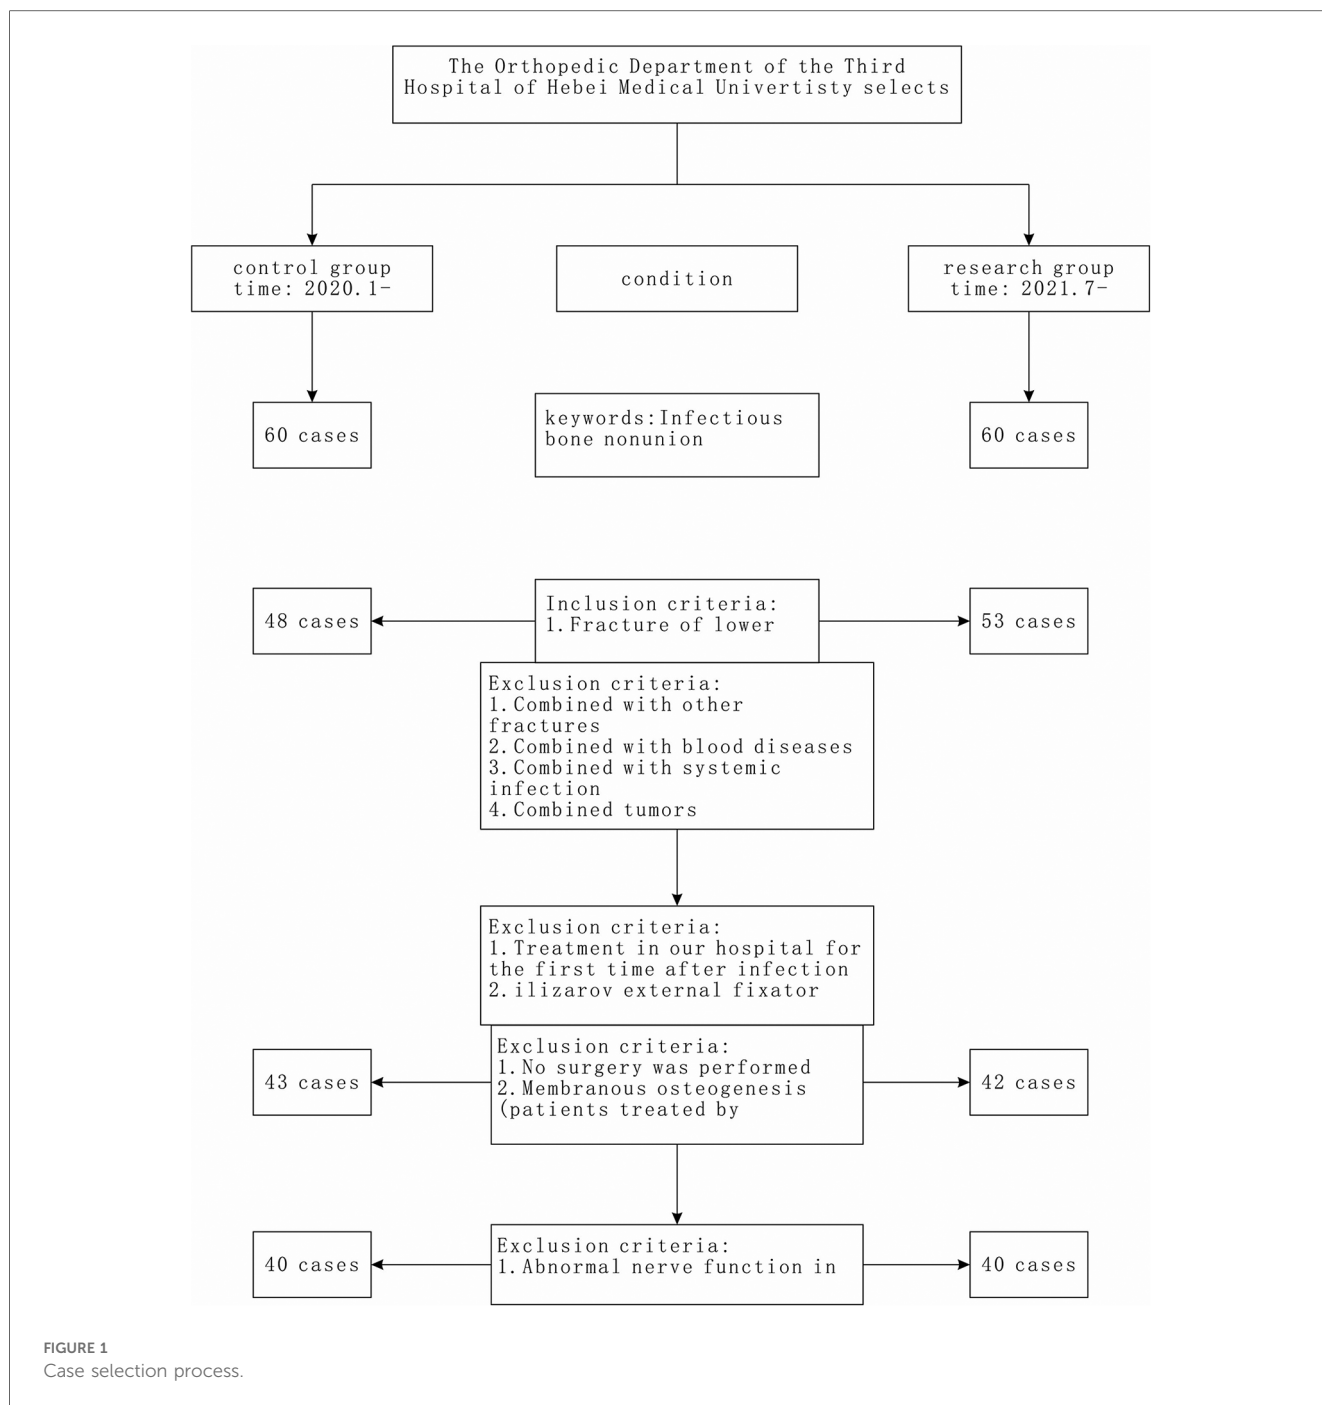 The Orthopedic Department of the Third
Hospital of Hebei Medical Univertisty selects
control group
time: 2020.1-
condition
research group
time: 2021.7-
60 cases
keywords:Infectious
bone nonunion
60 cases
48 cases
Inclusion criteria:
1.Fracture of lower
53 cases
Exclusion criteria:
1.Combined with other
fractures
2.Combined with blood diseases
3.Combined with systemic
infection
4.Combined tumors
Exclusion criteria:
1.Treatment in our hospital for
the first time after infection
2.ilizarov external fixator
43 cases
Exclusion criteria:
1.No surgery was performed
2.Membranous osteogenesis
(patients treated by
42 cases
40 cases
Exclusion criteria:
1.Abnormal nerve function in
40 cases
FIGURE 1
Case selection process.